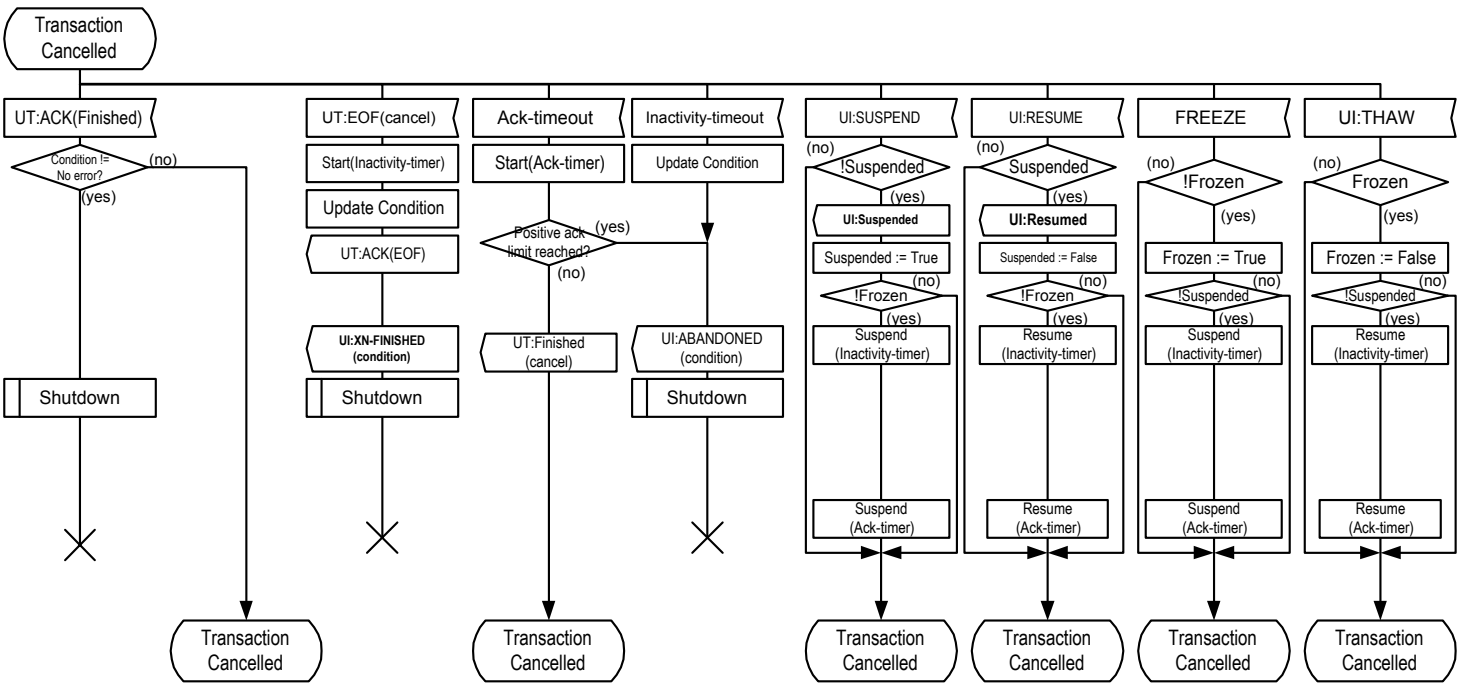 Transaction
Cancelled
UT:ACK(Finished)
Condition !=
No error?
(no)
(yes)
Shutdown
Transaction
Cancelled
UT:EOF(cancel)
Start(Inactivity-timer)
Update Condition
UT:ACK(EOF)
UI:XN-FINISHED
(condition)
Shutdown
Ack-timeout
Start(Ack-timer)
Positive ack
limit reached?
(yes)
(no)
UT:Finished
(cancel)
Transaction
Cancelled
Inactivity-timeout
Update Condition
UI:ABANDONED
(condition)
Shutdown
UI:SUSPEND
(no)
!Suspended
(yes)
UI:Suspended
Suspended := True
(no)
!Frozen
(yes)
Suspend
(Inactivity-timer)
Suspend
(Ack-timer)
Transaction
Cancelled
UI:RESUME
(no)
Suspended
(yes)
UI:Resumed
Suspended := False
(no)
!Frozen
(yes)
Resume
(Inactivity-timer)
Resume
(Ack-timer)
Transaction
Cancelled
FREEZE
(no)
!Frozen
(yes)
Frozen := True
(no)
!Suspended
(yes)
Suspend
(Inactivity-timer)
Suspend
(Ack-timer)
Transaction
Cancelled
UI:THAW
(no)
Frozen
(yes)
Frozen := False
(no)
!Suspended
(yes)
Resume
(Inactivity-timer)
Resume
(Ack-timer)
Transaction
Cancelled